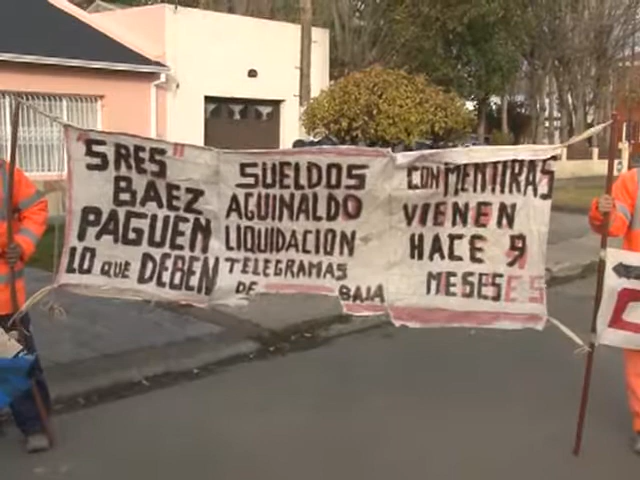 "SRES"
BAEZ
PAGUEN
LO QUE DEBEN
SUELDOS
AGUINALDO
LIQUIDACION
TELEGRAMAS
DE BAJA
CON MENTIRAS
VIENEN
HACE 9
MESES